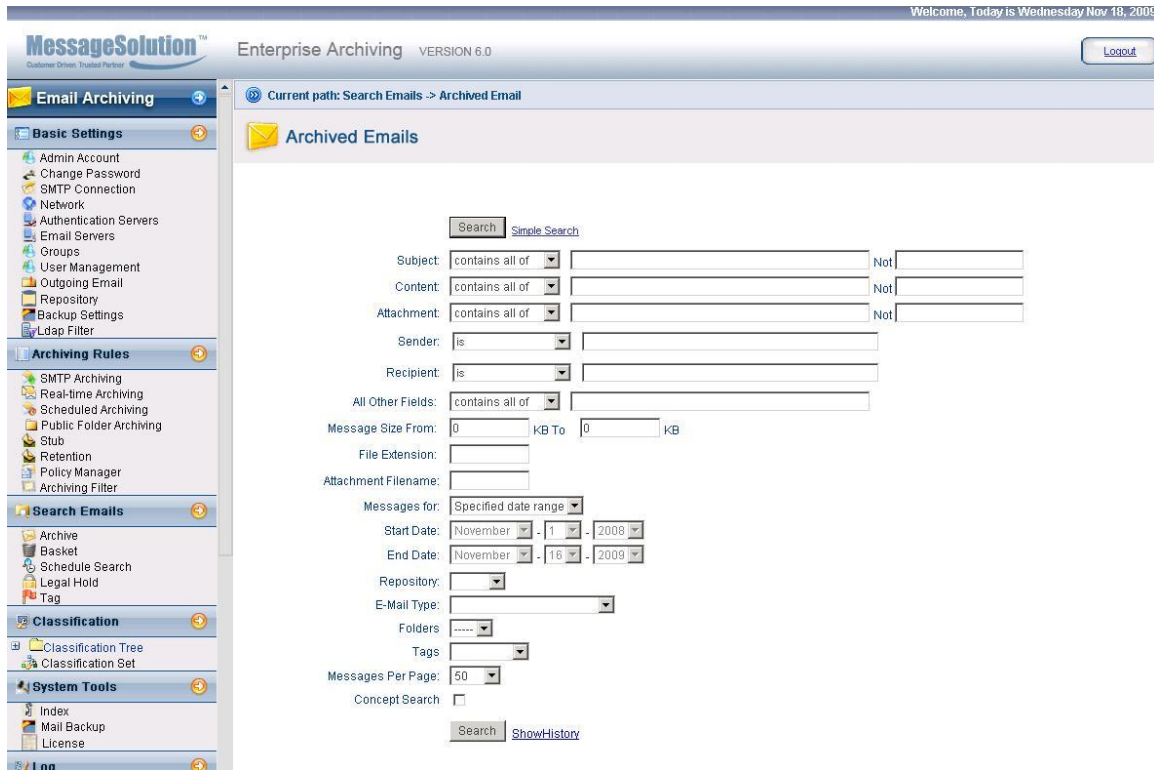 Welcome, Today is Wednesday Nov 18, 2009
MessageSolution™
Customer Driven Trusted Partner
Enterprise Archiving VERSION 6.0
Logout
Email Archiving
Current path: Search Emails -> Archived Email
Archived Emails
Basic Settings
Admin Account
Change Password
SMTP Connection
Network
Authentication Servers
Email Servers
Groups
User Management
Outgoing Email
Repository
Backup Settings
Ldap Filter
Archiving Rules
SMTP Archiving
Real-time Archiving
Scheduled Archiving
Public Folder Archiving
Stub
Retention
Policy Manager
Archiving Filter
Search Emails
Archive
Basket
Schedule Search
Legal Hold
Tag
Classification
Classification Tree
Classification Set
System Tools
Index
Mail Backup
License
Log
Search Simple Search
Subject: contains all of Not
Content: contains all of Not
Attachment: contains all of Not
Sender: is
Recipient: is
All Other Fields: contains all of
Message Size From: 0 KB To 0 KB
File Extension:
Attachment Filename:
Messages for: Specified date range
Start Date: November - 1 - 2008
End Date: November - 16 - 2009
Repository:
E-Mail Type:
Folders -----
Tags
Messages Per Page: 50
Concept Search
Search ShowHistory